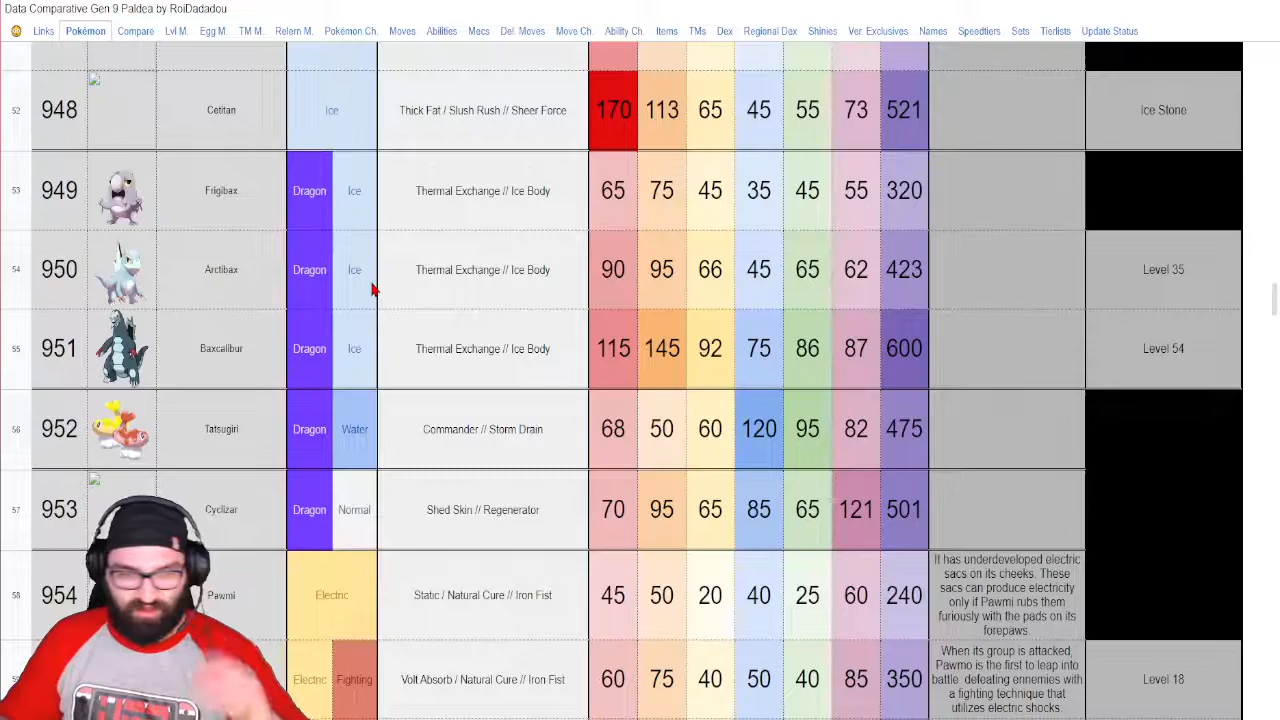 Data Comparative Gen 9 Paldea by RoiDadadou
Links Pokémon Compare Lvl M. Egg M. TM M. Relern M. Pokémon Ch. Moves Abilities Mecs Del. Moves Move Ch. Ability Ch. Items TMs Dex Regional Dex Shinies Ver. Exclusives Names Speedtiers Sets Tierlists Update Status
52 948 Cetitan Ice Thick Fat / Slush Rush // Sheer Force 170 113 65 45 55 73 521 Ice Stone
53 949 Frigibax Dragon Ice Thermal Exchange // Ice Body 65 75 45 35 45 55 320
54 950 Arctibax Dragon Ice Thermal Exchange // Ice Body 90 95 66 45 65 62 423 Level 35
55 951 Baxcalibur Dragon Ice Thermal Exchange // Ice Body 115 145 92 75 86 87 600 Level 54
56 952 Tatsugiri Dragon Water Commander // Storm Drain 68 50 60 120 95 82 475
57 953 Cyclizar Dragon Normal Shed Skin // Regenerator 70 95 65 85 65 121 501
58 954 Pawmi Electric Static / Natural Cure // Iron Fist 45 50 20 40 25 60 240
It has underdeveloped electric
sacs on its cheeks. These
sacs can produce electricity
only if Pawmi rubs them
furiously with the pads on its
forepaws.
Electric Fighting Volt Absorb / Natural Cure // Iron Fist 60 75 40 50 40 85 350
When its group is attacked,
Pawmo is the first to leap into
battle, defeating ennemies with
a fighting technique that
utilizes electric shocks.
Level 18